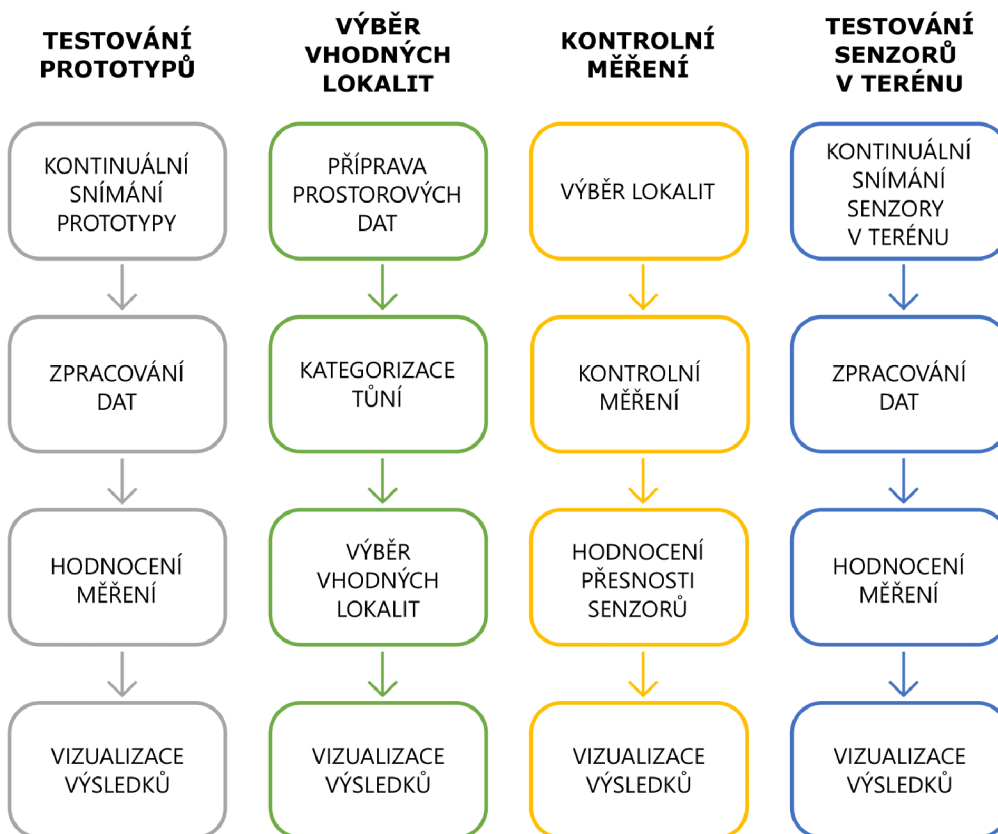 TESTOVÁNÍ
PROTOTYPŮ
KONTINUÁLNÍ
SNÍMÁNÍ
PROTOTYPY
ZPRACOVÁNÍ
DAT
HODNOCENÍ
MĚŘENÍ
VIZUALIZACE
VÝSLEDKŮ
VÝBĚR
VHODNÝCH
LOKALIT
PŘÍPRAVA
PROSTOROVÝCH
DAT
KATEGORIZACE
TŮNÍ
VÝBĚR
VHODNÝCH
LOKALIT
VIZUALIZACE
VÝSLEDKŮ
KONTROLNÍ
MĚŘENÍ
VÝBĚR LOKALIT
KONTROLNÍ
MĚŘENÍ
HODNOCENÍ
PŘESNOSTI
SENZORŮ
VIZUALIZACE
VÝSLEDKŮ
TESTOVÁNÍ
SENZORŮ
V TERÉNU
KONTINUÁLNÍ
SNÍMÁNÍ
SENZORY
V TERÉNU
ZPRACOVÁNÍ
DAT
HODNOCENÍ
MĚŘENÍ
VIZUALIZACE
VÝSLEDKŮ